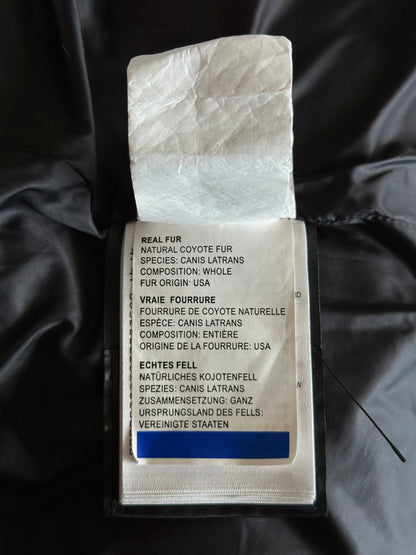 REAL FUR
NATURAL COYOTE FUR
SPECIES: CANIS LATRANS
COMPOSITION: WHOLE
FUR ORIGIN: USA
VRAIE FOURRURE
FOURRURE DE COYOTE NATURELLE
ESPÈCE: CANIS LATRANS
COMPOSITION: ENTIÈRE
ORIGINE DE LA FOURRURE: USA
ECHTES FELL
NATÜRLICHES KOJOTENFELL
SPEZIES: CANIS LATRANS
ZUSAMMENSETZUNG: GANZ
URSPRUNGSLAND DES FELLS:
VEREINIGTE STAATEN